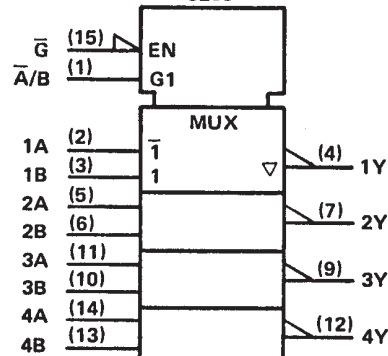 G̅ (15) EN
A̅/B (1) G1
MUX
1A (2) 1̅ (4) 1Y
1B (3) 1 ▽
2A (5) (7) 2Y
2B (6)
3A (11) (9) 3Y
3B (10)
4A (14) (12) 4Y
4B (13)